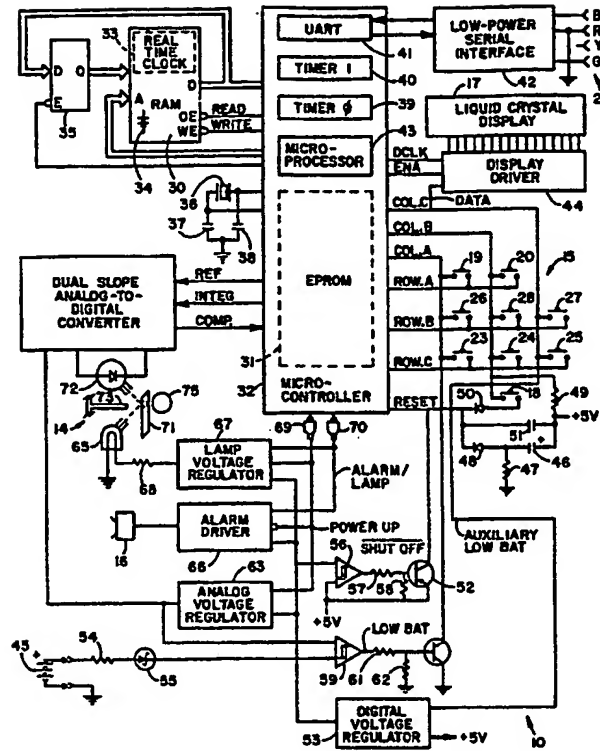 UART
41
TIMER 1
40
TIMER Ø
39
MICRO-PROCESSOR
43
EPROM
31
32
MICRO-CONTROLLER
LOW-POWER
SERIAL
INTERFACE
42
B
R
Y
G
17
LIQUID CRYSTAL
DISPLAY
DISPLAY
DRIVER
44
DCLK
ENA
DATA
COL.C
COL.B
COL.A
ROW.A
ROW.B
ROW.C
RESET
19
20
15
26
28
27
23
24
25
18
50
49
+5V
51
48
46
+
47
33
REAL
TIME
CLOCK
RAM
D
A
OE
WE
READ
WRITE
34
30
D
Q
E
35
36
37
38
DUAL SLOPE
ANALOG-TO-
DIGITAL
CONVERTER
REF
INTEG
COMP.
72
73
75
14
71
65
68
67
LAMP
VOLTAGE
REGULATOR
69
70
ALARM/
LAMP
16
ALARM
DRIVER
66
POWER UP
SHUT OFF
56
57
58
52
+5V
63
ANALOG
VOLTAGE
REGULATOR
AUXILIARY
LOW BAT
45
+
54
55
59
LOW BAT
61
62
DIGITAL
VOLTAGE
REGULATOR
53
+5V
10